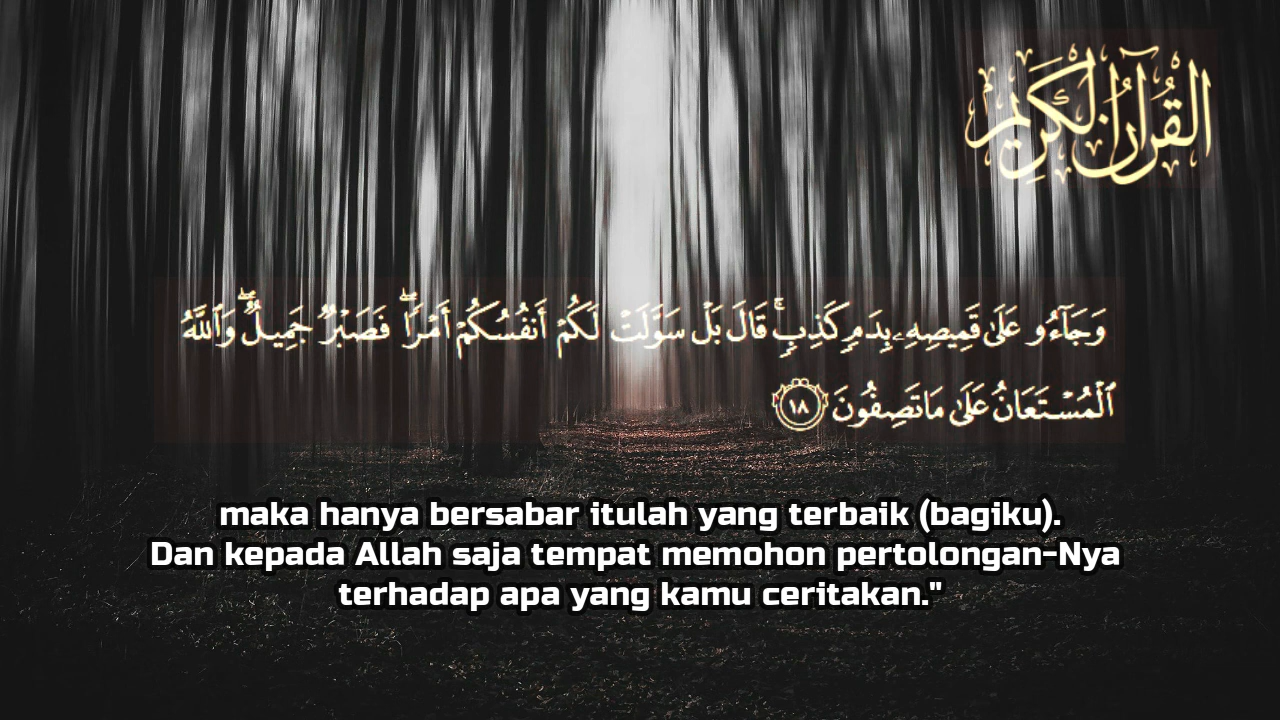 القرآن الكريم
وَجَآءُو عَلَىٰ قَمِيصِهِۦ بِدَمٍ كَذِبٍۚ قَالَ بَلْ سَوَّلَتْ لَكُمْ أَنفُسُكُمْ أَمْرًاۖ فَصَبْرٌ جَمِيلٌۖ وَٱللَّهُ
ٱلْمُسْتَعَانُ عَلَىٰ مَا تَصِفُونَ ١٨
maka hanya bersabar itulah yang terbaik (bagiku).
Dan kepada Allah saja tempat memohon pertolongan-Nya
terhadap apa yang kamu ceritakan."